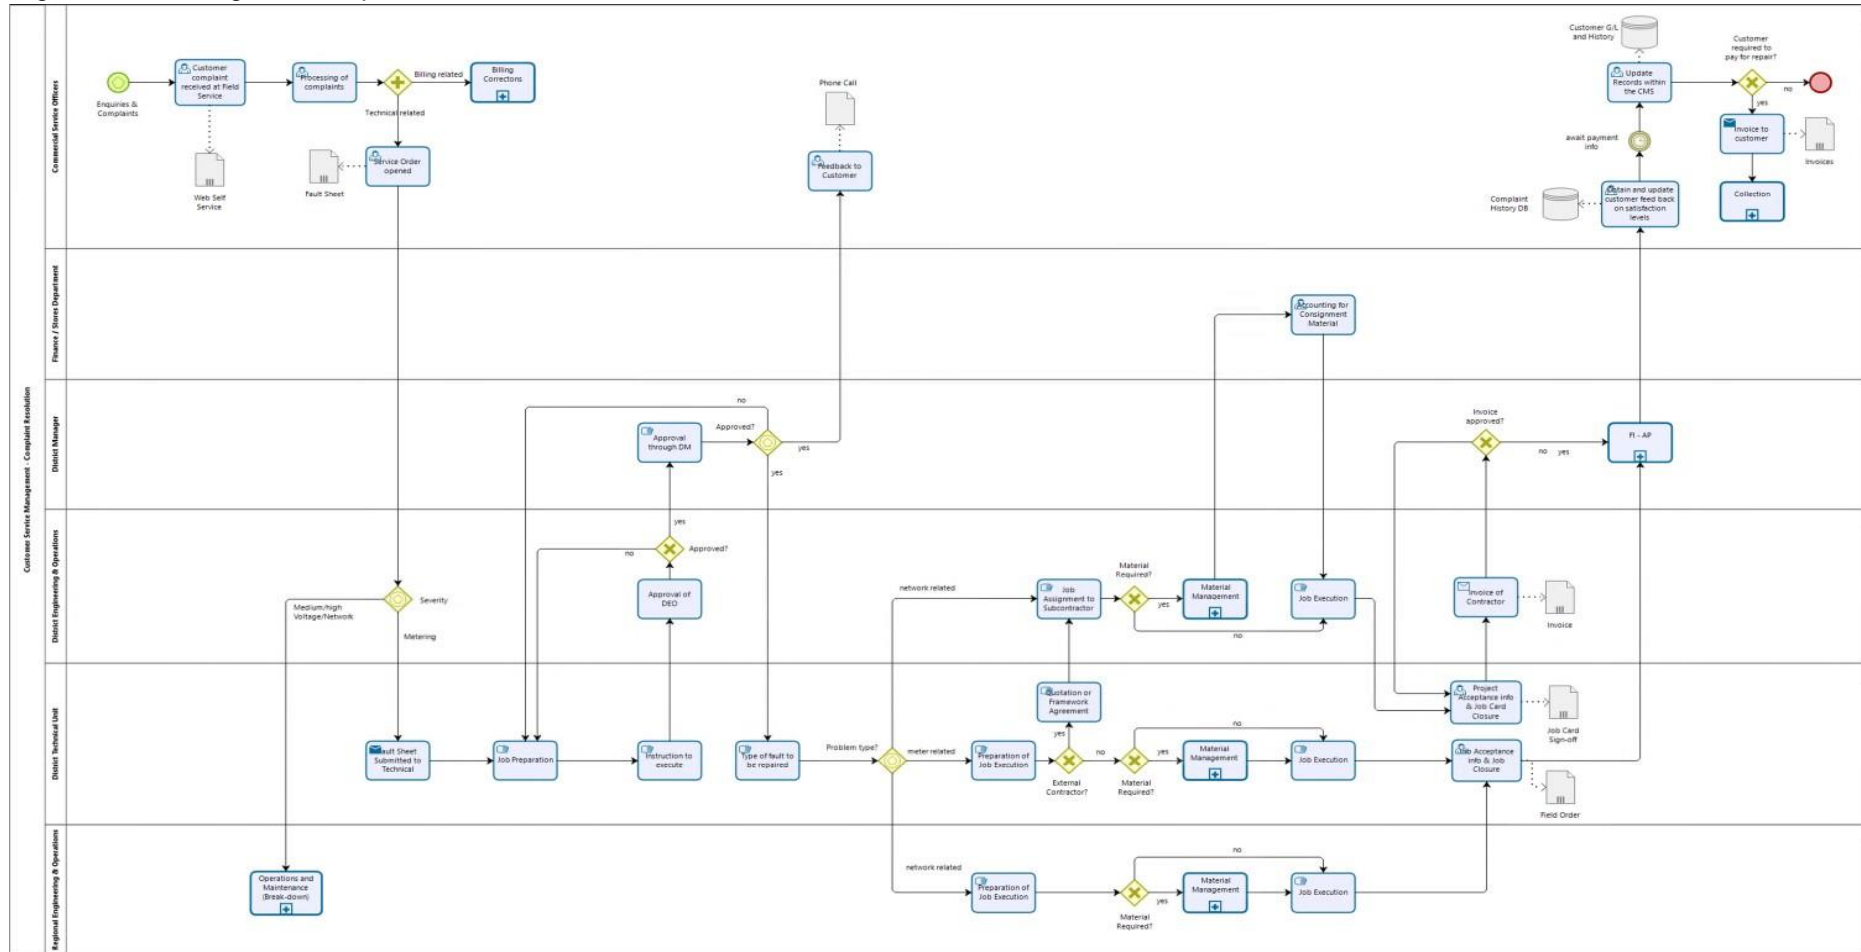 Customer Service Management - Complaint Resolution
Commercial Service Officers
Enquiries &
Complaints
Customer
complaint
received at Field
Service
Web Self
Service
Processing of
complaints
Billing related
Billing
Correctons
Technical related
Service Order
opened
Fault Sheet
Phone Call
Feedback to
Customer
Customer G/L
and History
Update
Records within
the CMS
Customer
required to
pay for repair?
no
yes
Invoice to
customer
Invoices
Collection
await payment
info
Complaint
History DB
customer feed back
on satisfaction
levels
Finance / Stores Department
Accounting for
Consignment
Material
District Manager
no
Approval
through DM
Approved?
yes
yes
Invoice
approved?
no
yes
FI - AP
District Engineering & Operations
yes
no
Approved?
Approval of
DEO
Medium/high
Voltage/Network
Severity
Metering
network related
Job
Assignment to
Subcontractor
Material
Required?
yes
no
Material
Management
Job Execution
Invoice of
Contractor
Invoice
District Technical Unit
Fault Sheet
Submitted to
Technical
Job Preparation
Instruction to
execute
Type of fault to
be repaired
Problem type?
meter related
Preparation of
Job Execution
Quotation or
Framework
Agreement
yes
no
External
Contractor?
no
yes
Material
Required?
Material
Management
Job Execution
Project
Acceptance info
& Job Card
Closure
Job Card
Sign-off
Job Acceptance
info & Job
Closure
Field Order
Regional Engineering & Operations
Operations and
Maintenance
(Break-down)
network related
Preparation of
Job Execution
no
yes
Material
Required?
Material
Management
Job Execution